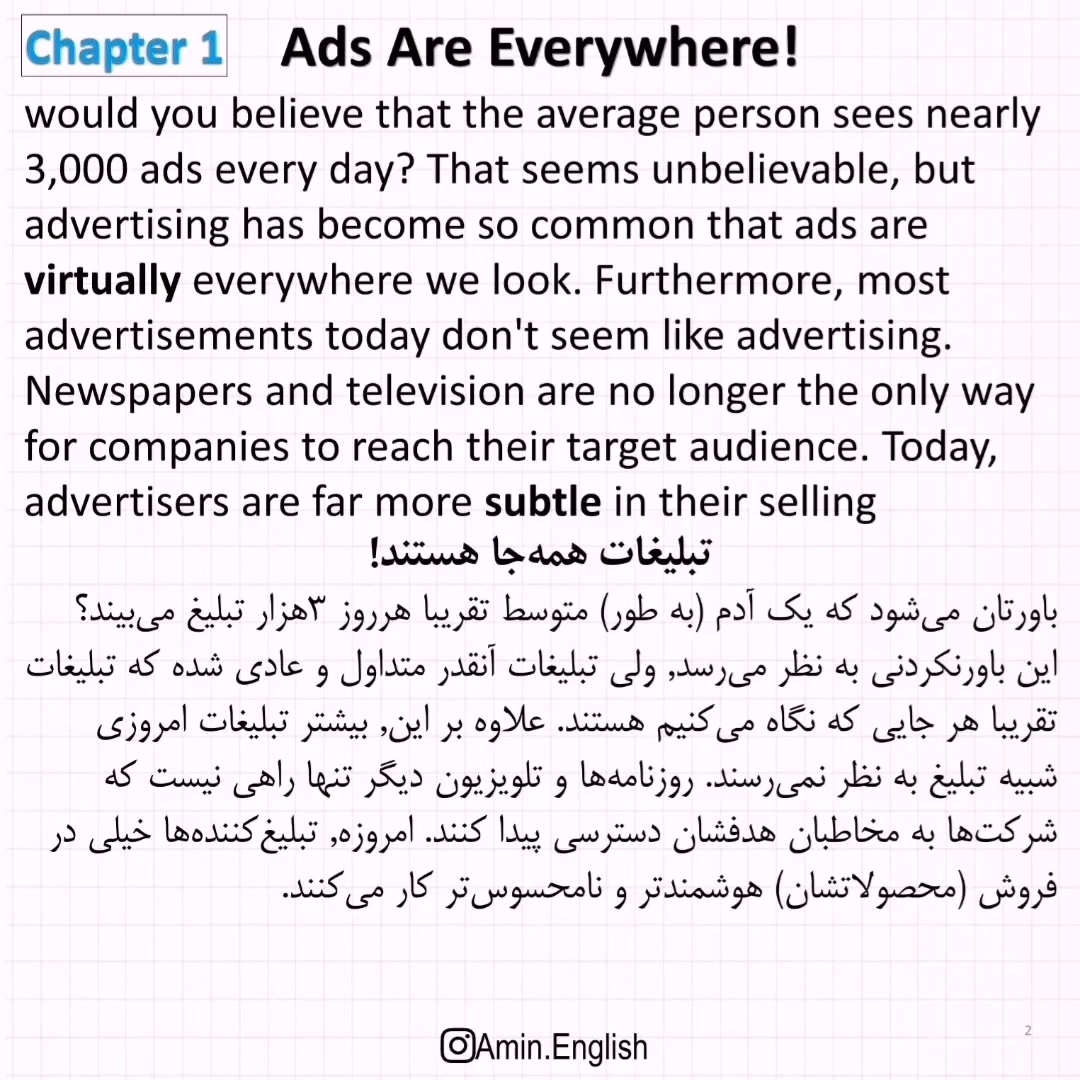 Chapter 1
Ads Are Everywhere!
would you believe that the average person sees nearly
3,000 ads every day? That seems unbelievable, but
advertising has become so common that ads are
virtually everywhere we look. Furthermore, most
advertisements today don't seem like advertising.
Newspapers and television are no longer the only way
for companies to reach their target audience. Today,
advertisers are far more subtle in their selling
تبلیغات همه‌جا هستند!
باورتان می‌شود که یک آدم (به طور) متوسط تقریبا هرروز ۳هزار تبلیغ می‌بیند؟
این باورنکردنی به نظر می‌رسد, ولی تبلیغات آنقدر متداول و عادی شده که تبلیغات
تقریبا هر جایی که نگاه می‌کنیم هستند. علاوه بر این, بیشتر تبلیغات امروزی
شبیه تبلیغ به نظر نمی‌رسند. روزنامه‌ها و تلویزیون دیگر تنها راهی نیست که
شرکت‌ها به مخاطبان هدفشان دسترسی پیدا کنند. امروزه, تبلیغ‌کننده‌ها خیلی در
فروش (محصولاتشان) هوشمندتر و نامحسوس‌تر کار می‌کنند.
2
Amin.English